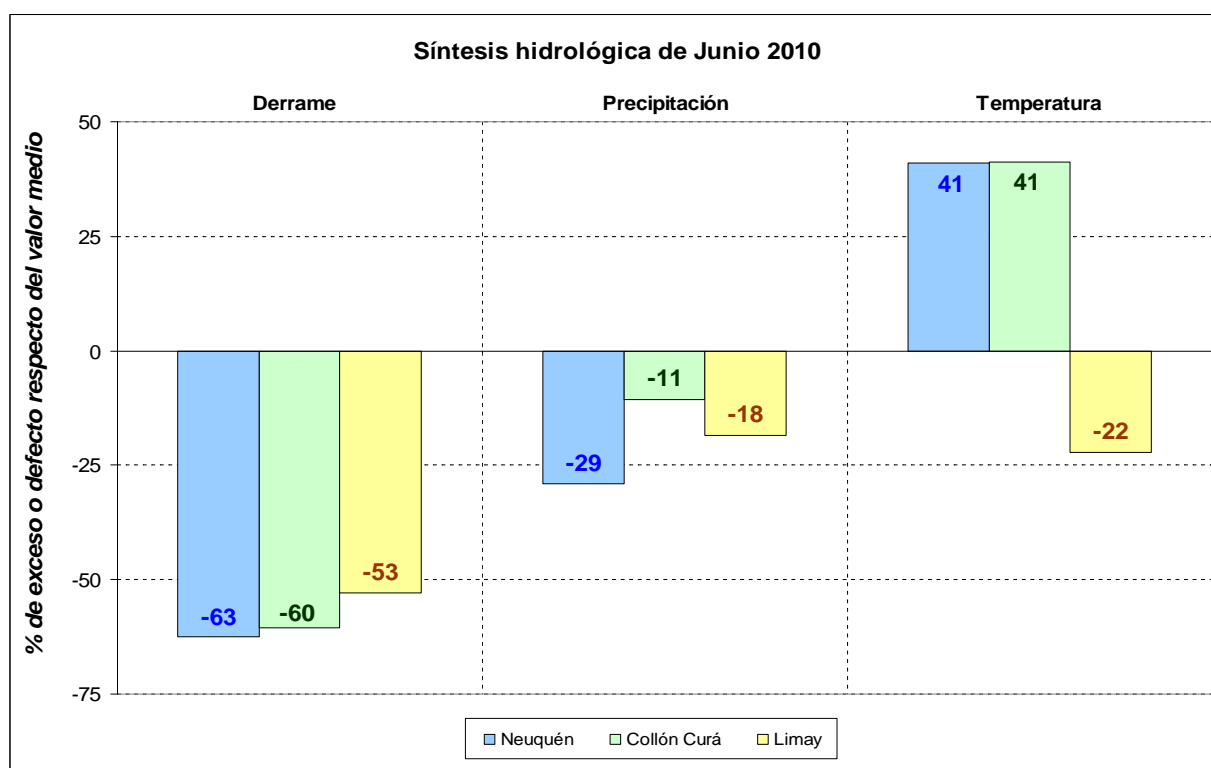 Síntesis hidrológica de Junio 2010
Derrame Precipitación Temperatura
% de exceso o defecto respecto del valor medio
50
25
0
-25
-50
-75
-63 -60 -53
-29 -11 -18
41 41 -22
Neuquén Collón Curá Limay